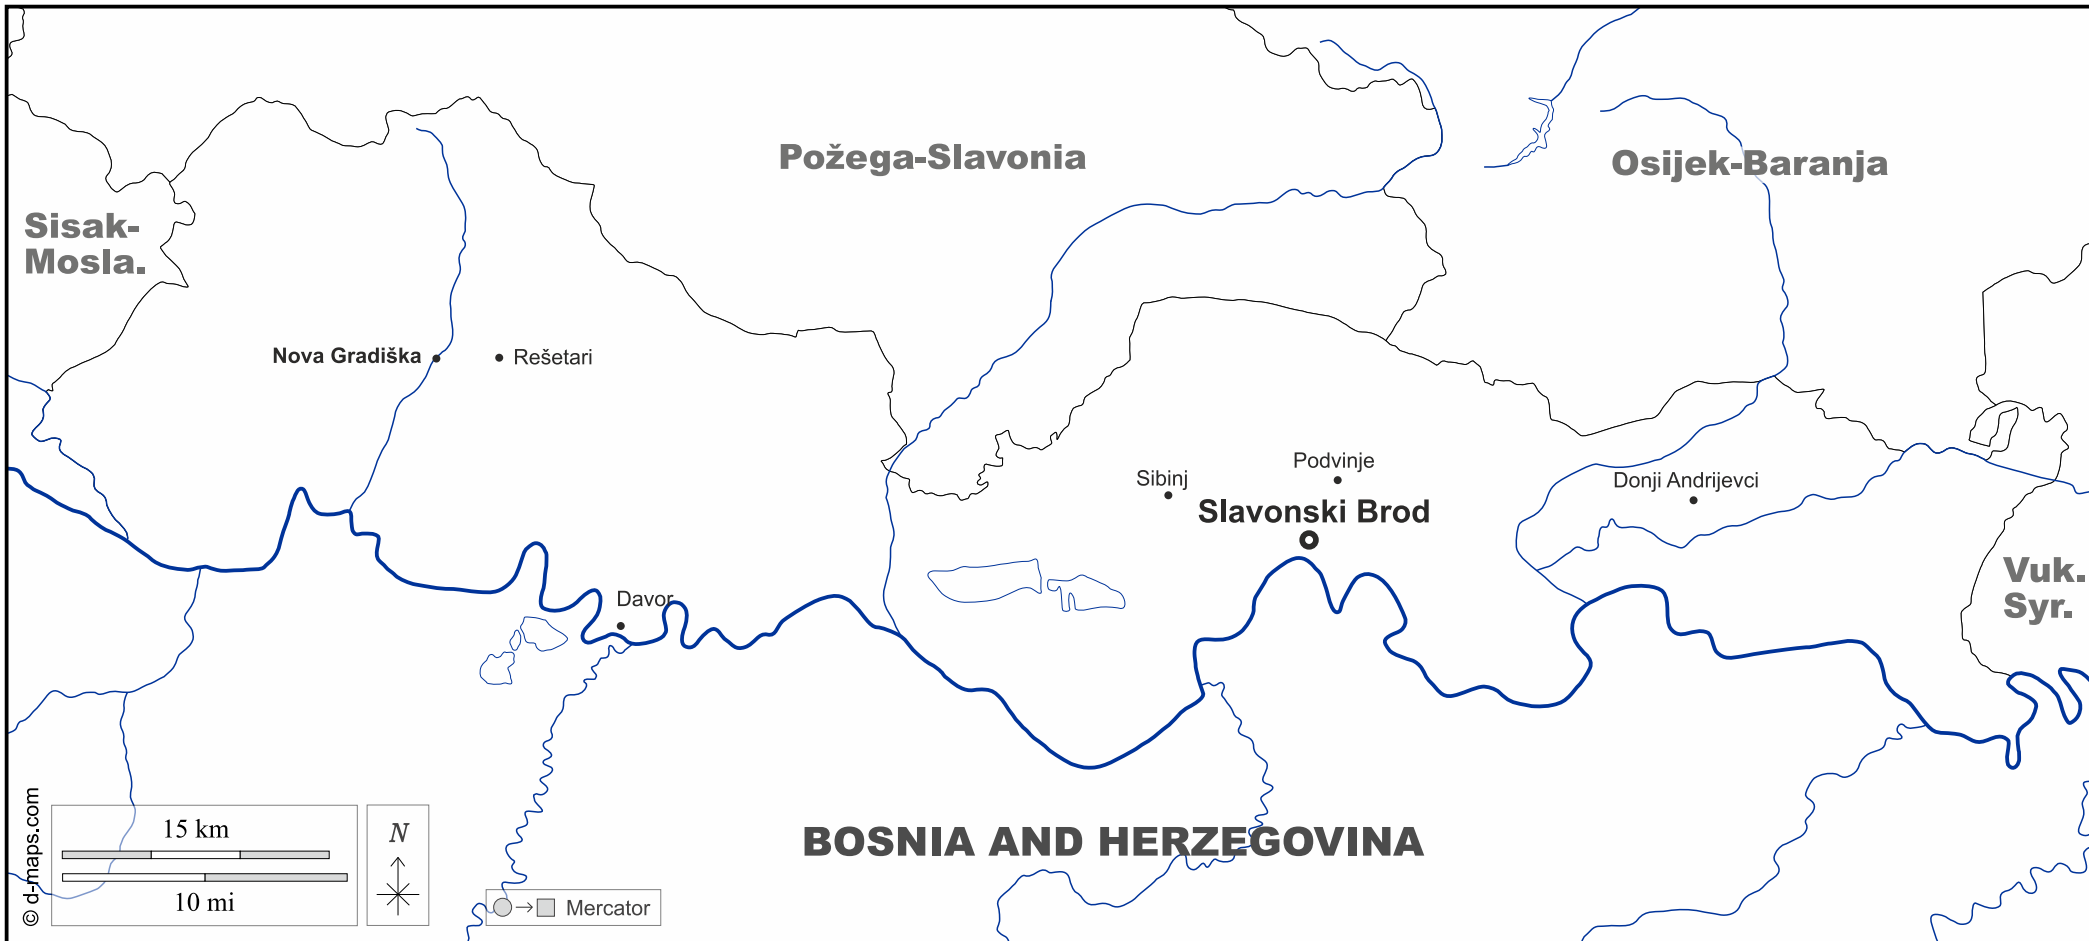 Požega-Slavonia
Osijek-Baranja
Sisak-
Mosla.
Nova Gradiška
Rešetari
Sibinj
Podvinje
Slavonski Brod
Donji Andrijevci
Davor
Vuk.
Syr.
BOSNIA AND HERZEGOVINA
© d-maps.com
15 km
10 mi
N
Mercator